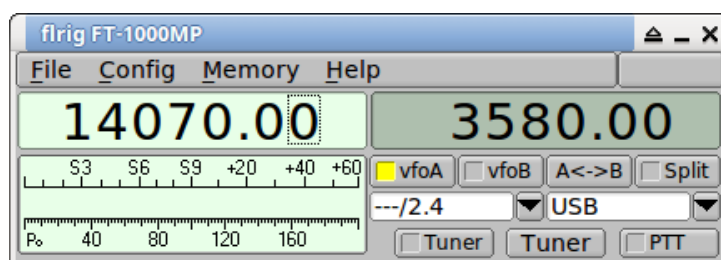 flrig FT-1000MP
File Config Memory Help
14070.00 3580.00
S3 S6 S9 +20 +40 +60
vfoA vfoB A<->B Split
---/2.4 USB
Po 40 80 120 160
Tuner Tuner PTT